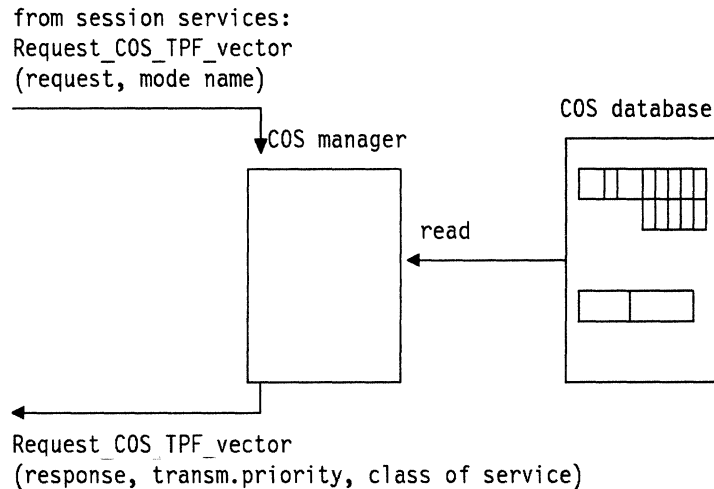 from session services:
Request_COS_TPF_vector
(request, mode name)
COS database
COS manager
read
Request_COS_TPF_vector
(response, transm.priority, class of service)